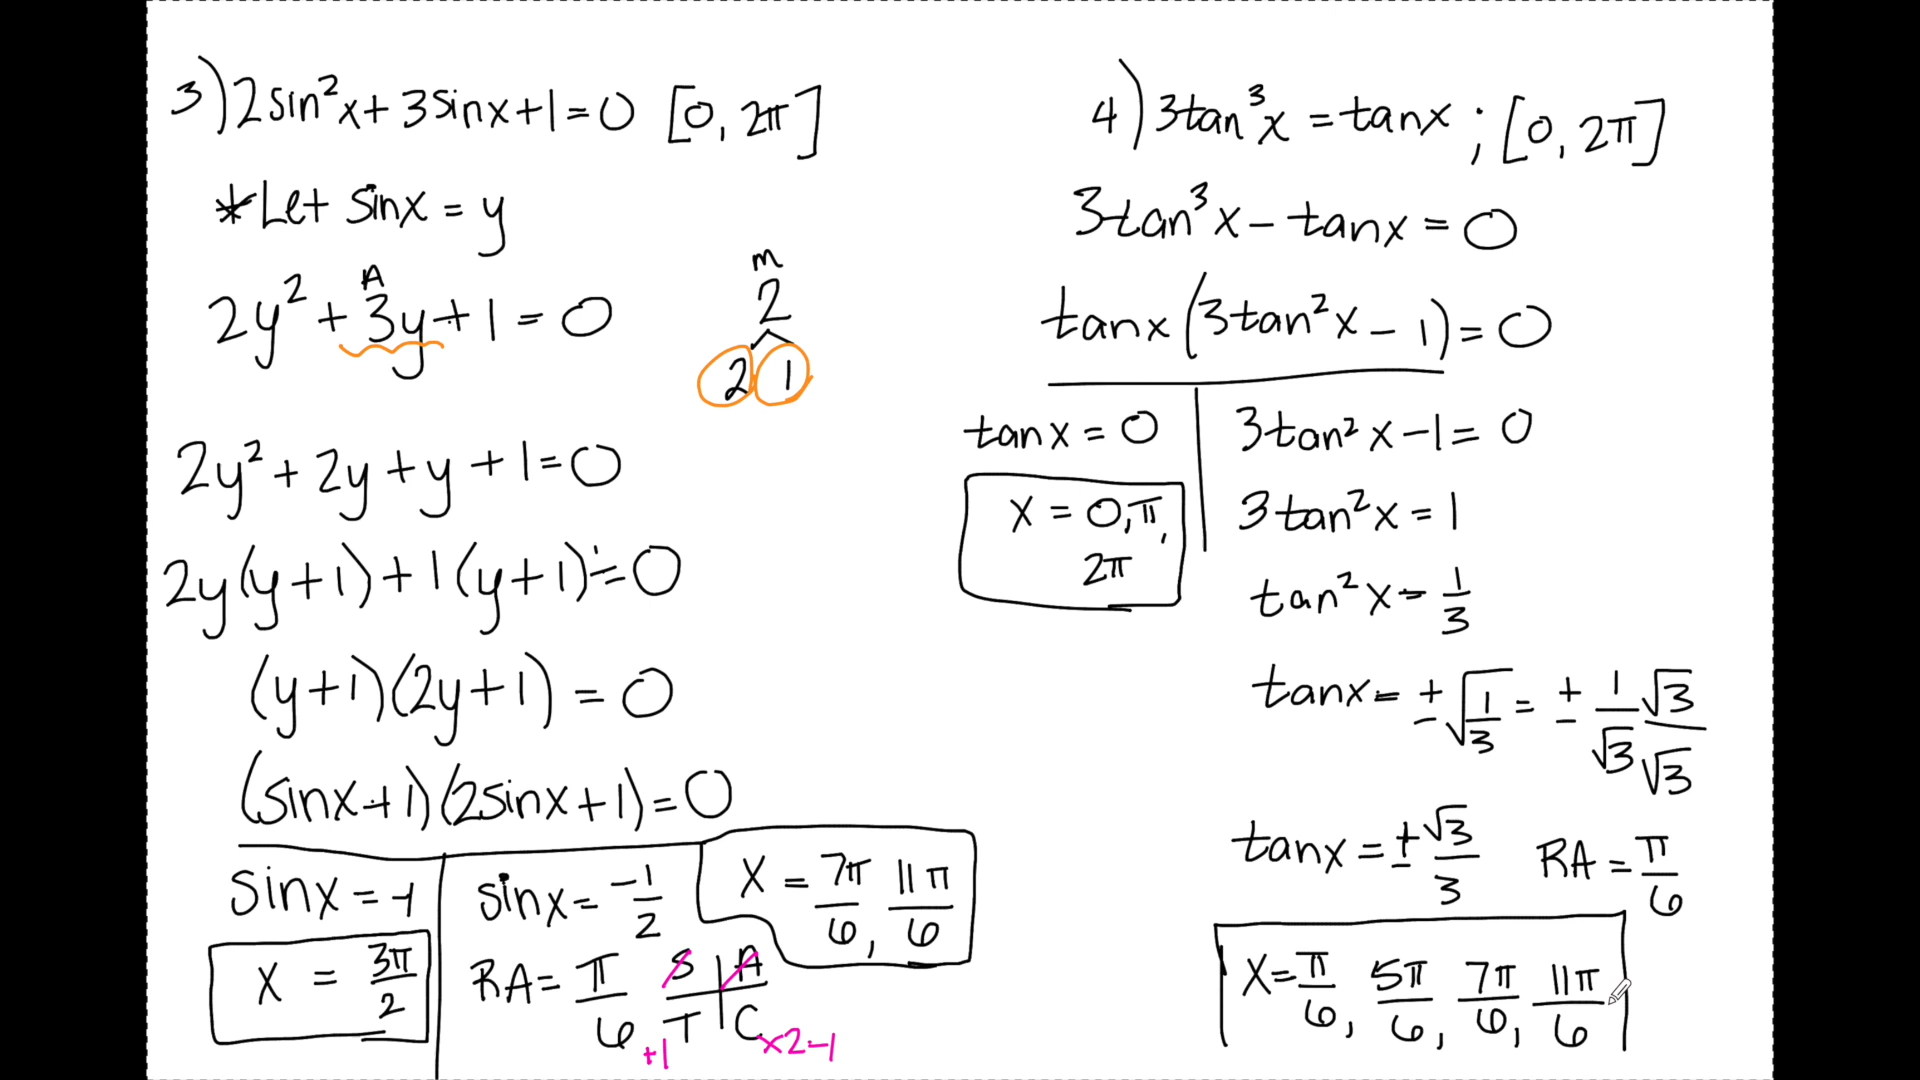 3) 2sin²x + 3sinx + 1 = 0 [0, 2π]
*Let sinx = y
A
2y² + 3y + 1 = 0
m
2
2 1
2y² + 2y + y + 1 = 0
2y(y+1) + 1(y+1) = 0
(y+1)(2y+1) = 0
(sinx+1)(2sinx+1) = 0
sinx = -1
x = 3π/2
sinx = -1/2
RA = π/6
S A
T C
+1 x2-1
x = 7π/6, 11π/6
4) 3tan³x = tanx ; [0, 2π]
3tan³x - tanx = 0
tanx(3tan²x - 1) = 0
tanx = 0
x = 0, π,
2π
3tan²x - 1 = 0
3tan²x = 1
tan²x = 1/3
tanx = ±√(1/3) = ± 1/√3 √3/√3
tanx = ±√3/3 RA = π/6
x = π/6, 5π/6, 7π/6, 11π/6